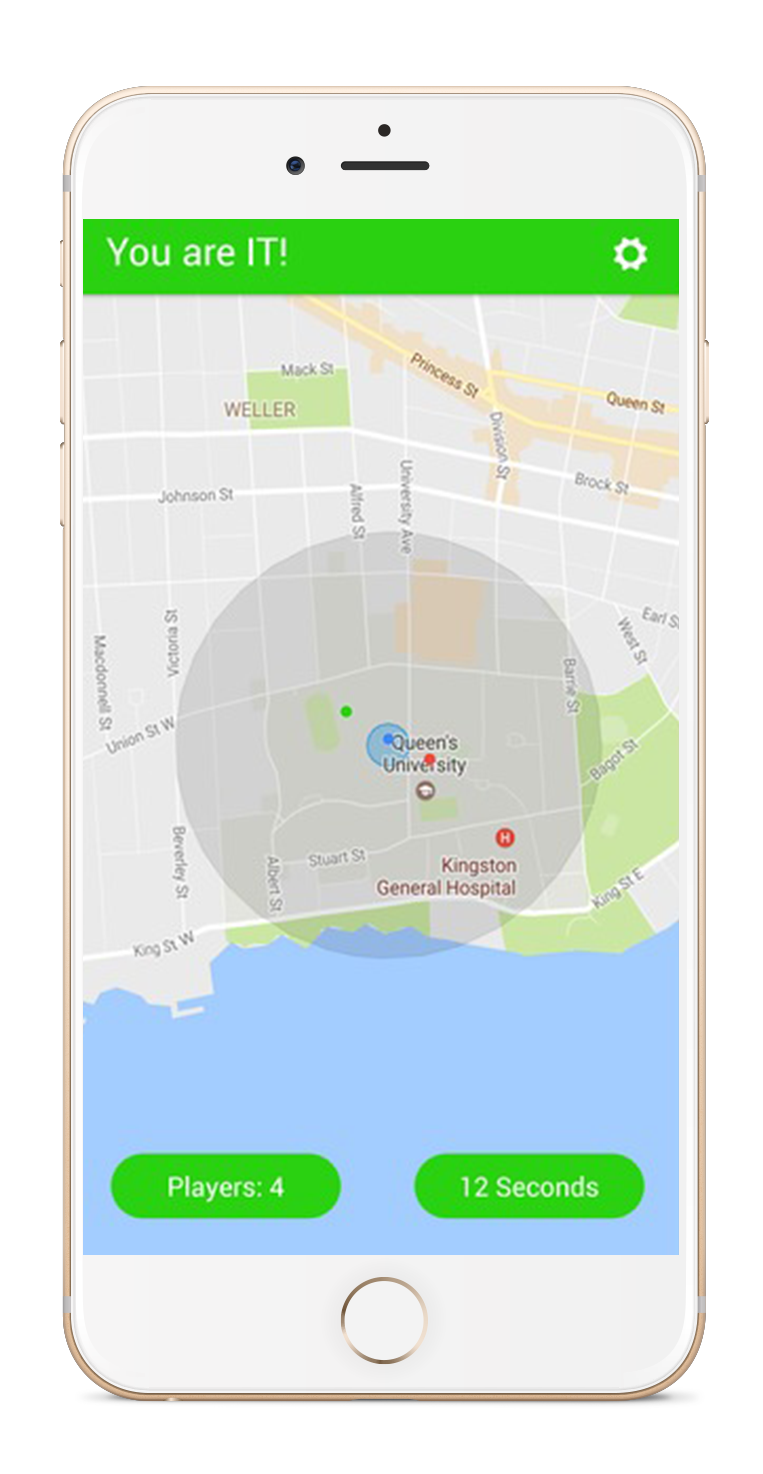 You are IT!
Mack St
WELLER
Princess St
Queen St
Division St
Brock St
Johnson St
Alfred St
University Ave
Victoria St
Macdonnell St
Earl S
West St
Barrie St
Union St W
Queen's
University
Bagot St
H
Beverley St
Stuart St
Albert St
Kingston
General Hospital
King St E
King St W
Players: 4
12 Seconds